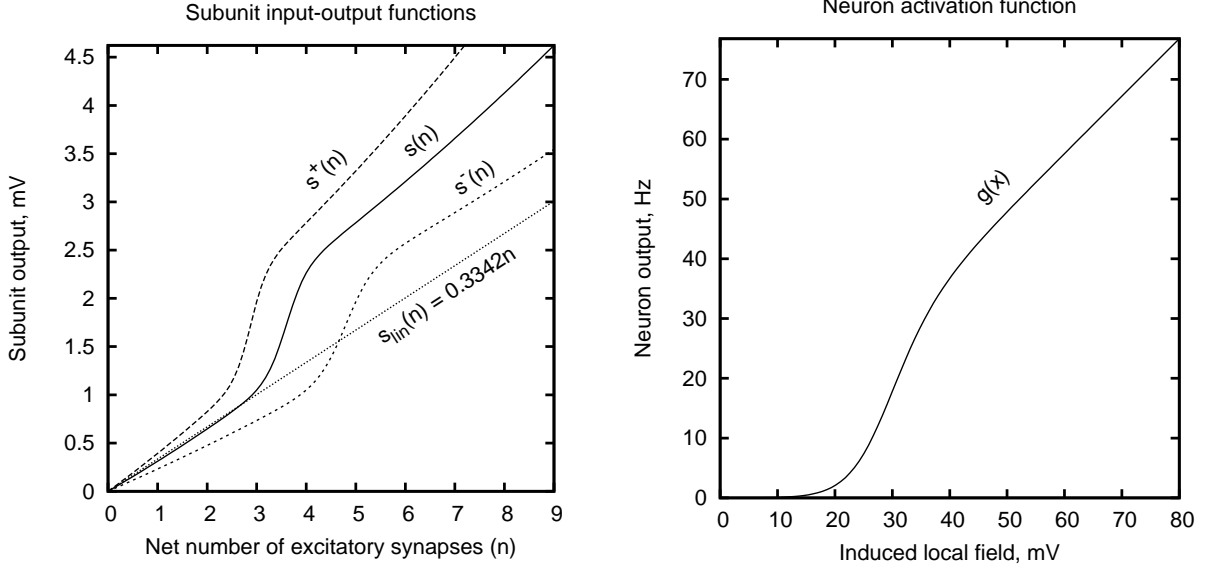 Subunit input-output functions
4.5
4
3.5
3
2.5
2
1.5
1
0.5
0
0 1 2 3 4 5 6 7 8 9
Subunit output, mV
Net number of excitatory synapses (n)
s+(n)
s(n)
s-(n)
slin(n) = 0.3342n
Neuron activation function
70
60
50
40
30
20
10
0
0 10 20 30 40 50 60 70 80
Neuron output, Hz
Induced local field, mV
g(x)